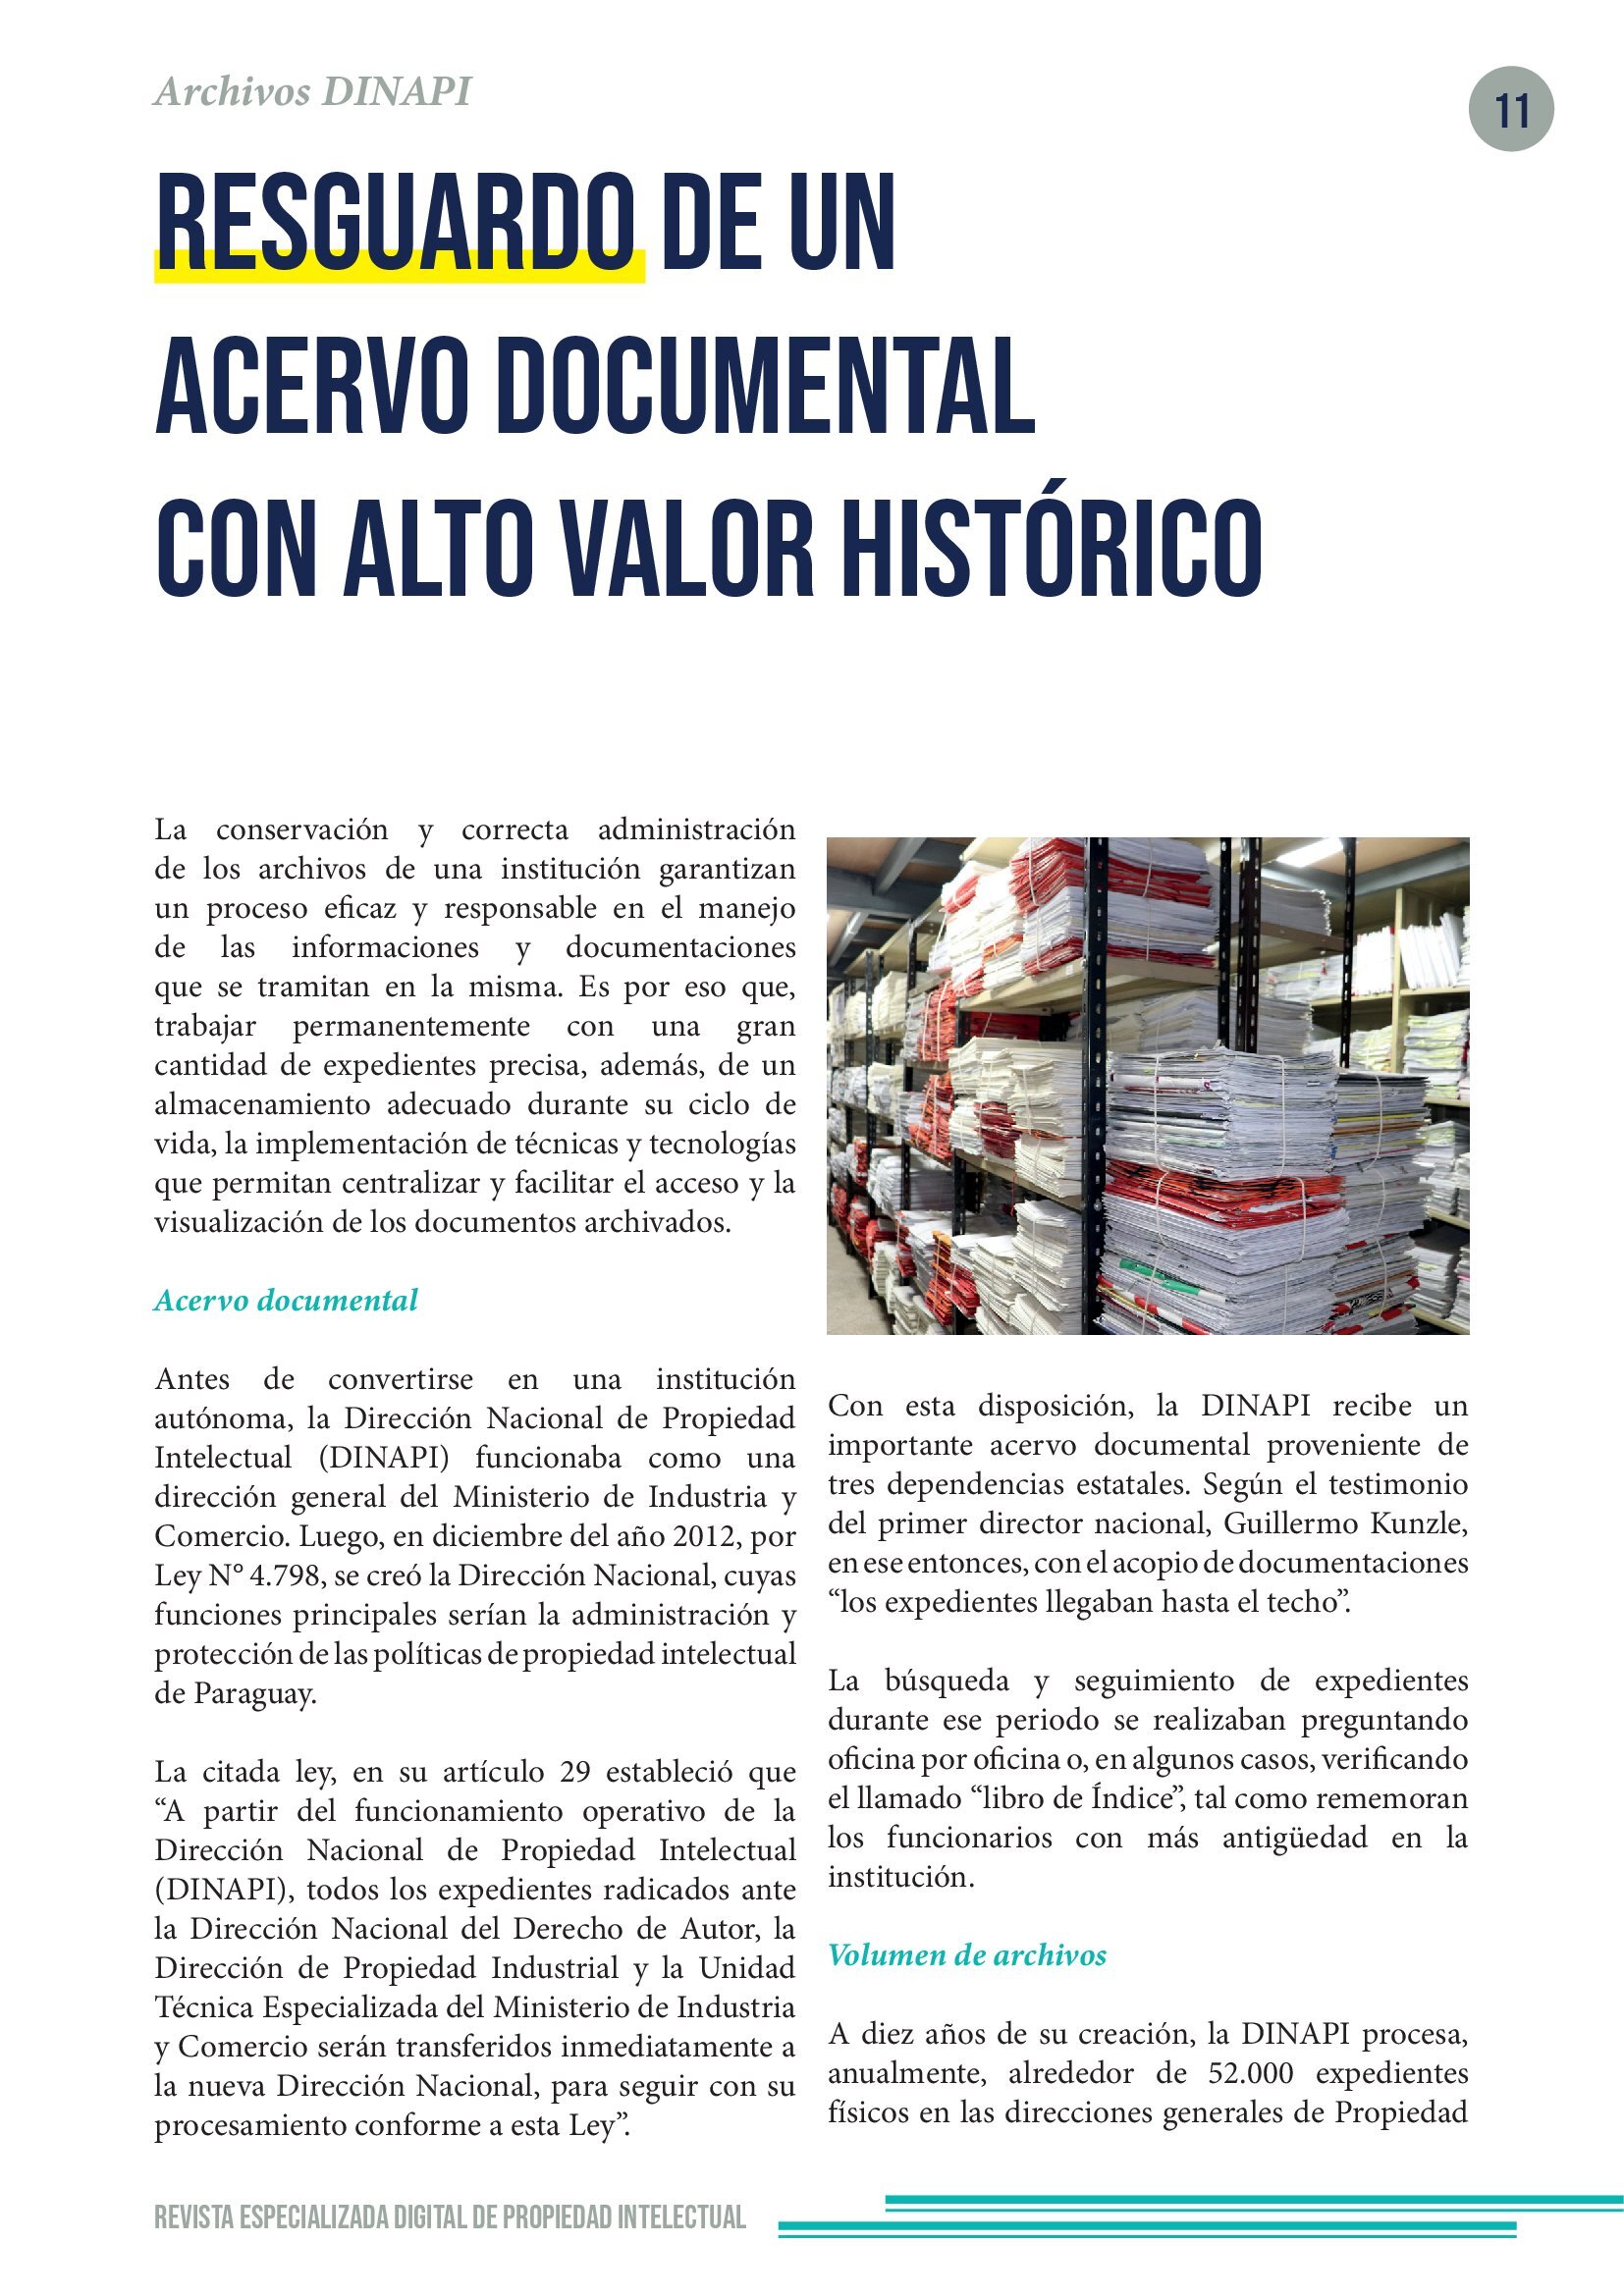 Archivos DINAPI
11
RESGUARDO DE UN
ACERVO DOCUMENTAL
CON ALTO VALOR HISTÓRICO
La conservación y correcta administración
de los archivos de una institución garantizan
un proceso eficaz y responsable en el manejo
de las informaciones y documentaciones
que se tramitan en la misma. Es por eso que,
trabajar permanentemente con una gran
cantidad de expedientes precisa, además, de un
almacenamiento adecuado durante su ciclo de
vida, la implementación de técnicas y tecnologías
que permitan centralizar y facilitar el acceso y la
visualización de los documentos archivados.
Acervo documental
Antes de convertirse en una institución
autónoma, la Dirección Nacional de Propiedad
Intelectual (DINAPI) funcionaba como una
dirección general del Ministerio de Industria y
Comercio. Luego, en diciembre del año 2012, por
Ley N° 4.798, se creó la Dirección Nacional, cuyas
funciones principales serían la administración y
protección de las políticas de propiedad intelectual
de Paraguay.
La citada ley, en su artículo 29 estableció que
“A partir del funcionamiento operativo de la
Dirección Nacional de Propiedad Intelectual
(DINAPI), todos los expedientes radicados ante
la Dirección Nacional del Derecho de Autor, la
Dirección de Propiedad Industrial y la Unidad
Técnica Especializada del Ministerio de Industria
y Comercio serán transferidos inmediatamente a
la nueva Dirección Nacional, para seguir con su
procesamiento conforme a esta Ley”.
Con esta disposición, la DINAPI recibe un
importante acervo documental proveniente de
tres dependencias estatales. Según el testimonio
del primer director nacional, Guillermo Kunzle,
en ese entonces, con el acopio de documentaciones
“los expedientes llegaban hasta el techo”.
La búsqueda y seguimiento de expedientes
durante ese periodo se realizaban preguntando
oficina por oficina o, en algunos casos, verificando
el llamado “libro de Índice”, tal como rememoran
los funcionarios con más antigüedad en la
institución.
Volumen de archivos
A diez años de su creación, la DINAPI procesa,
anualmente, alrededor de 52.000 expedientes
físicos en las direcciones generales de Propiedad
REVISTA ESPECIALIZADA DIGITAL DE PROPIEDAD INTELECTUAL